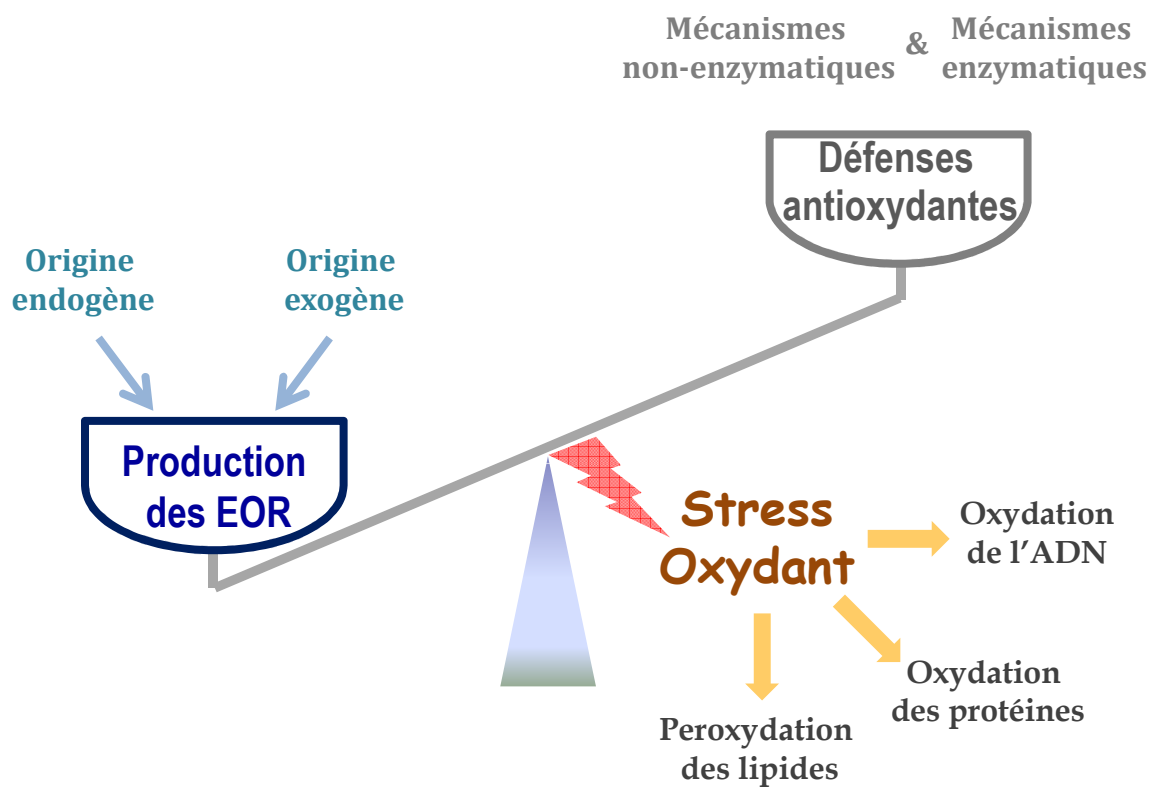 Mécanismes
non-enzymatiques
&
Mécanismes
enzymatiques
Défenses
antioxydantes
Origine
endogène
Origine
exogène
Production
des EOR
Stress
Oxydant
Oxydation
de l’ADN
Oxydation
des protéines
Peroxydation
des lipides